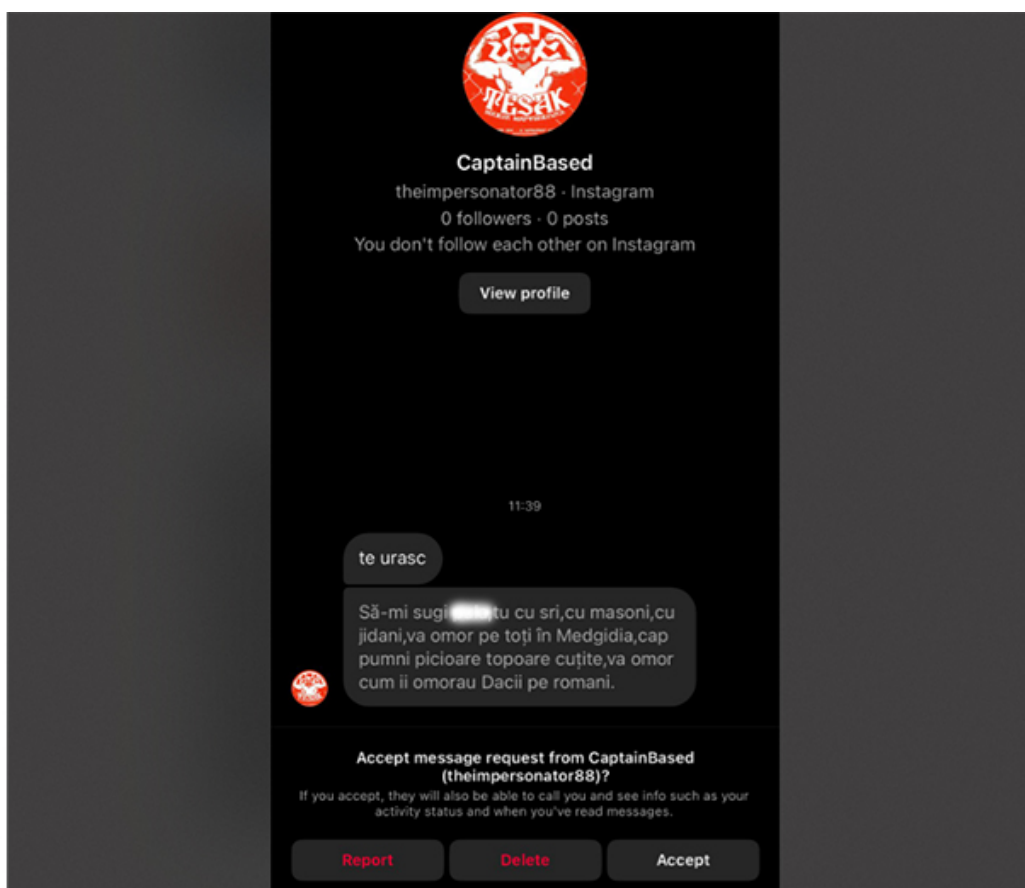 TESAK
CaptainBased
theimpersonator88 · Instagram
0 followers · 0 posts
You don't follow each other on Instagram
View profile
11:39
te urasc
Să-mi sugi tu cu sri,cu masoni,cu
jidani,va omor pe toți în Medgidia,cap
pumni picioare topoare cuțite,va omor
cum ii omorau Dacii pe romani.
Accept message request from CaptainBased
(theimpersonator88)?
If you accept, they will also be able to call you and see info such as your
activity status and when you've read messages.
Report
Delete
Accept